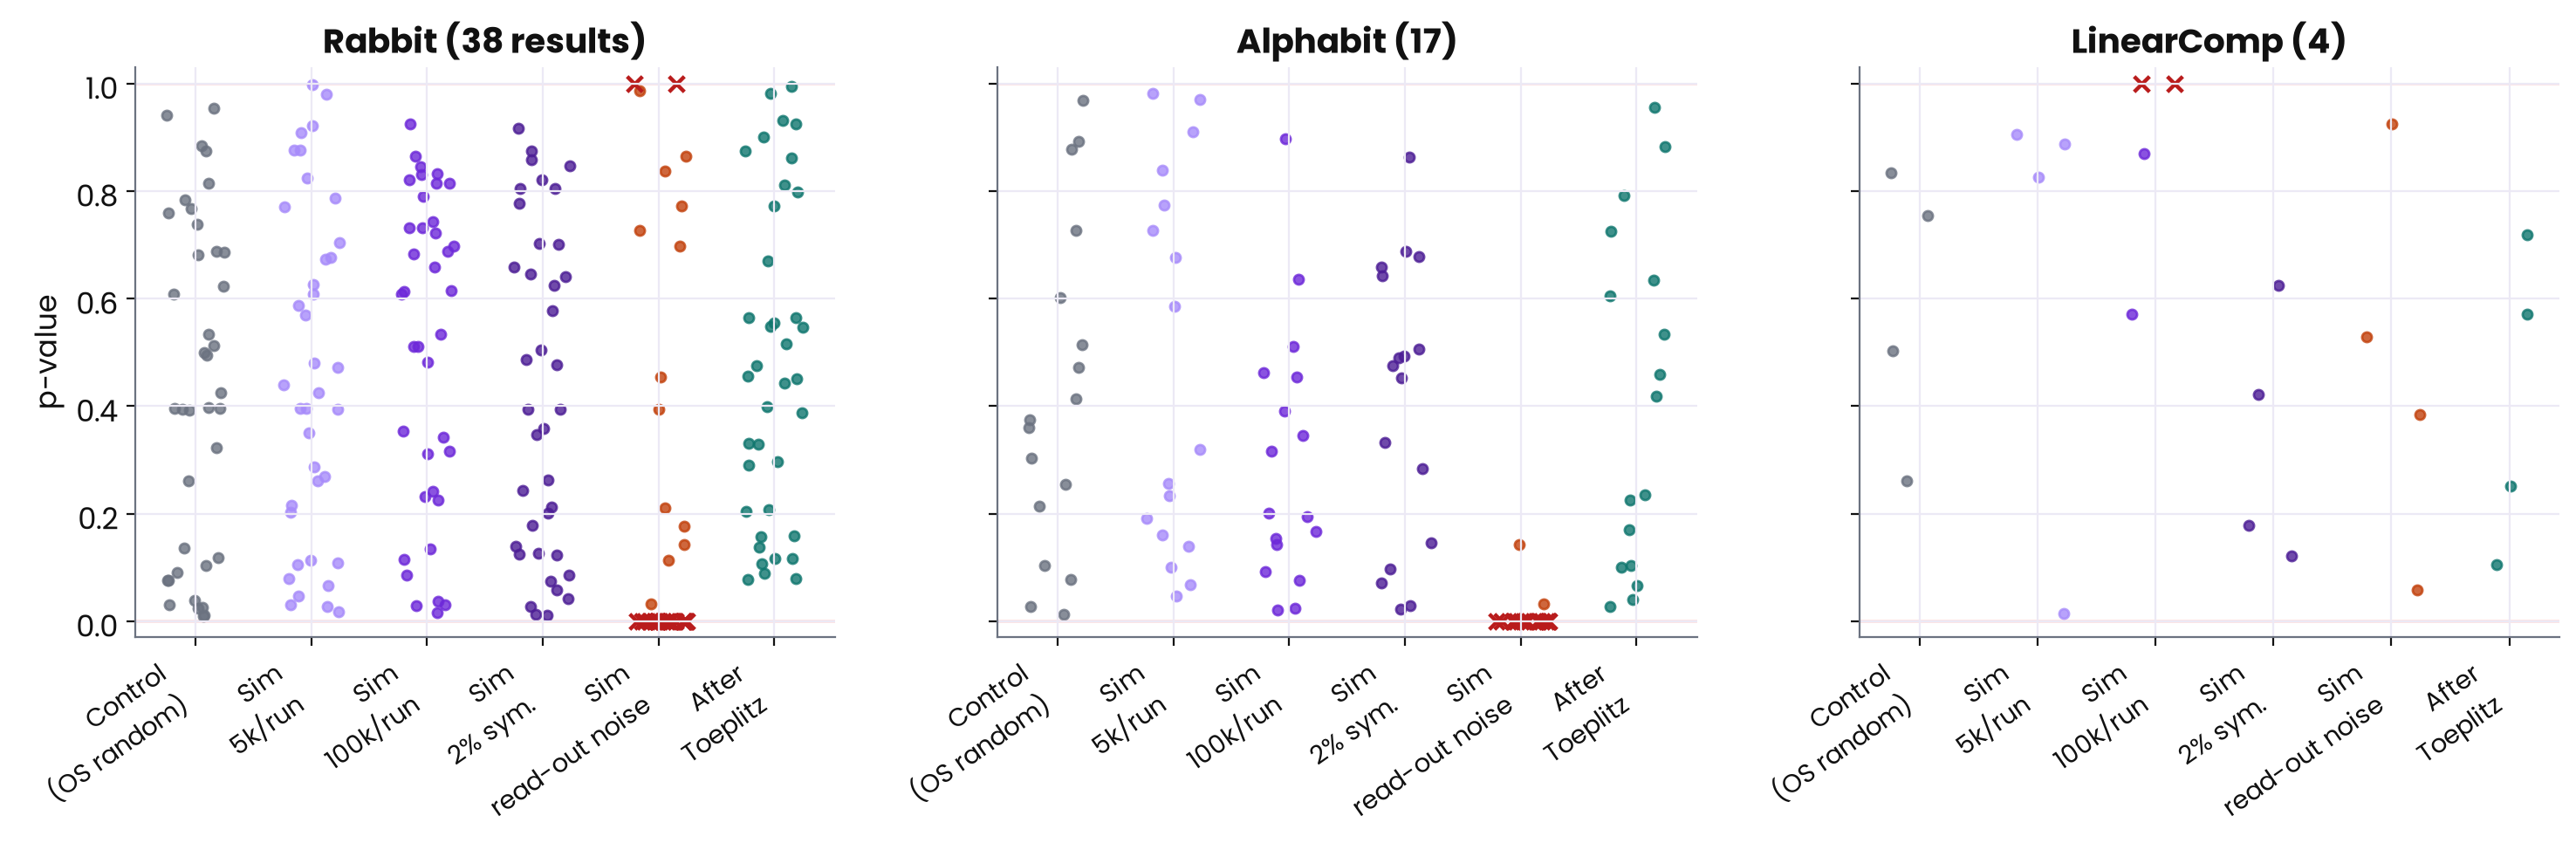 Rabbit (38 results)
Alphabit (17)
LinearComp (4)
p-value
1.0
0.8
0.6
0.4
0.2
0.0
Control
(OS random)
Sim
5k/run
Sim
100k/run
Sim
2% sym.
Sim
read-out noise
After
Toeplitz
Control
(OS random)
Sim
5k/run
Sim
100k/run
Sim
2% sym.
Sim
read-out noise
After
Toeplitz
Control
(OS random)
Sim
5k/run
Sim
100k/run
Sim
2% sym.
Sim
read-out noise
After
Toeplitz